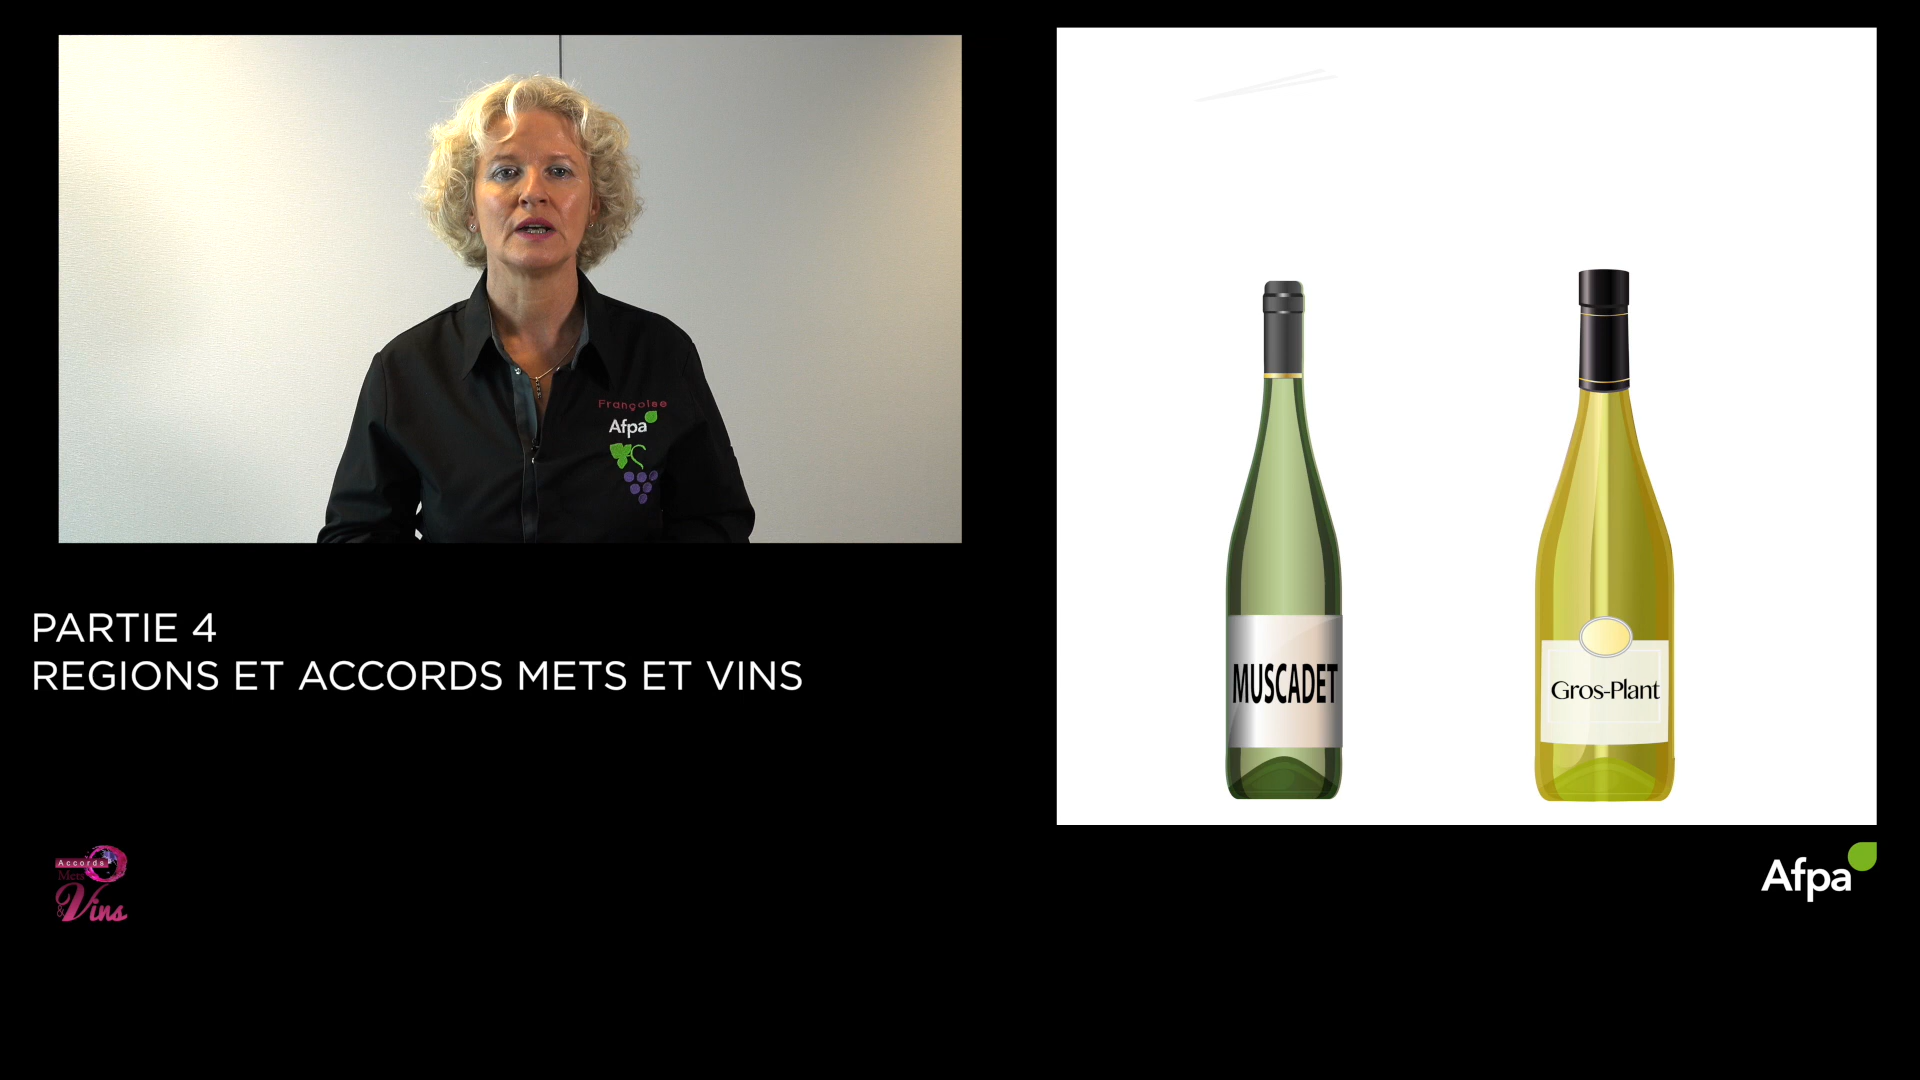 Françoise
Afpa
PARTIE 4
REGIONS ET ACCORDS METS ET VINS
MUSCADET
Gros-Plant
Accords
Mets
& Vins
Afpa